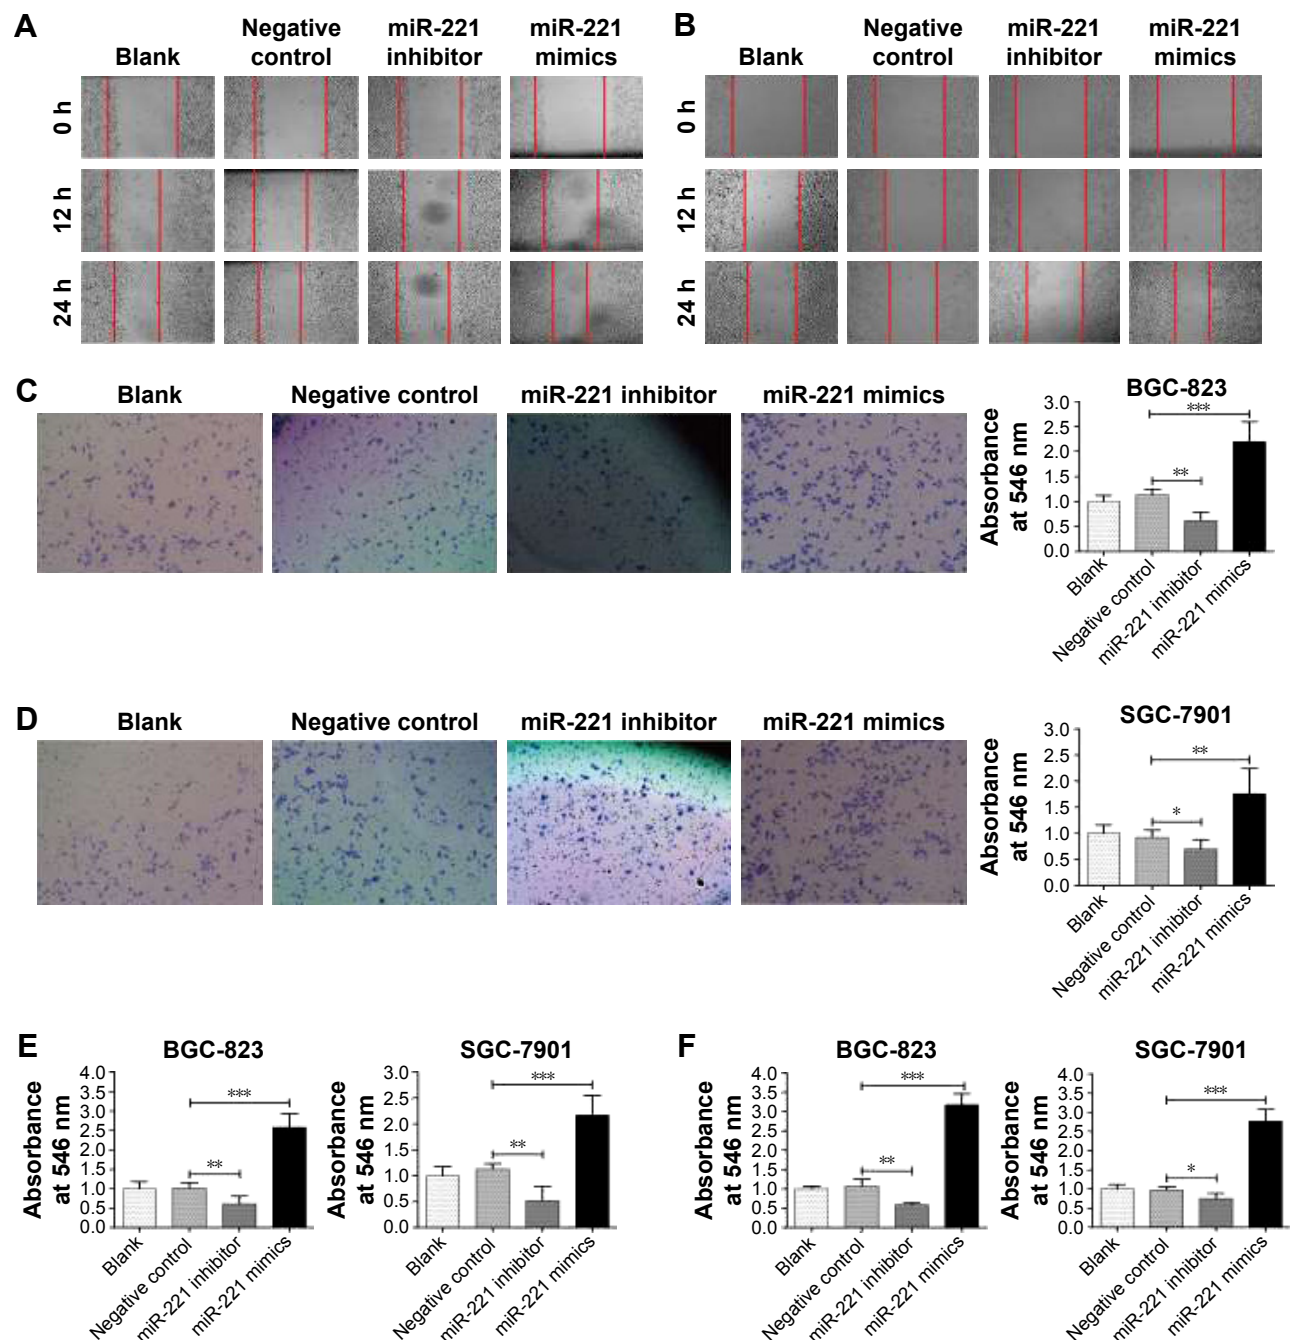 A
Blank
Negative control
miR-221 inhibitor
miR-221 mimics
0 h
12 h
24 h
B
Blank
Negative control
miR-221 inhibitor
miR-221 mimics
0 h
12 h
24 h
C
Blank
Negative control
miR-221 inhibitor
miR-221 mimics
BGC-823
Absorbance at 546 nm
3.0
2.5
2.0
1.5
1.0
0.5
0.0
***
**
Blank
Negative control
miR-221 inhibitor
miR-221 mimics
D
Blank
Negative control
miR-221 inhibitor
miR-221 mimics
SGC-7901
Absorbance at 546 nm
3.0
2.5
2.0
1.5
1.0
0.5
0.0
**
*
Blank
Negative control
miR-221 inhibitor
miR-221 mimics
E
BGC-823
Absorbance at 546 nm
4.0
3.5
3.0
2.5
2.0
1.5
1.0
0.5
0.0
***
**
Blank
Negative control
miR-221 inhibitor
miR-221 mimics
SGC-7901
Absorbance at 546 nm
3.0
2.5
2.0
1.5
1.0
0.5
0.0
***
**
Blank
Negative control
miR-221 inhibitor
miR-221 mimics
F
BGC-823
Absorbance at 546 nm
4.0
3.5
3.0
2.5
2.0
1.5
1.0
0.5
0.0
***
**
Blank
Negative control
miR-221 inhibitor
miR-221 mimics
SGC-7901
Absorbance at 546 nm
4.0
3.5
3.0
2.5
2.0
1.5
1.0
0.5
0.0
***
*
Blank
Negative control
miR-221 inhibitor
miR-221 mimics